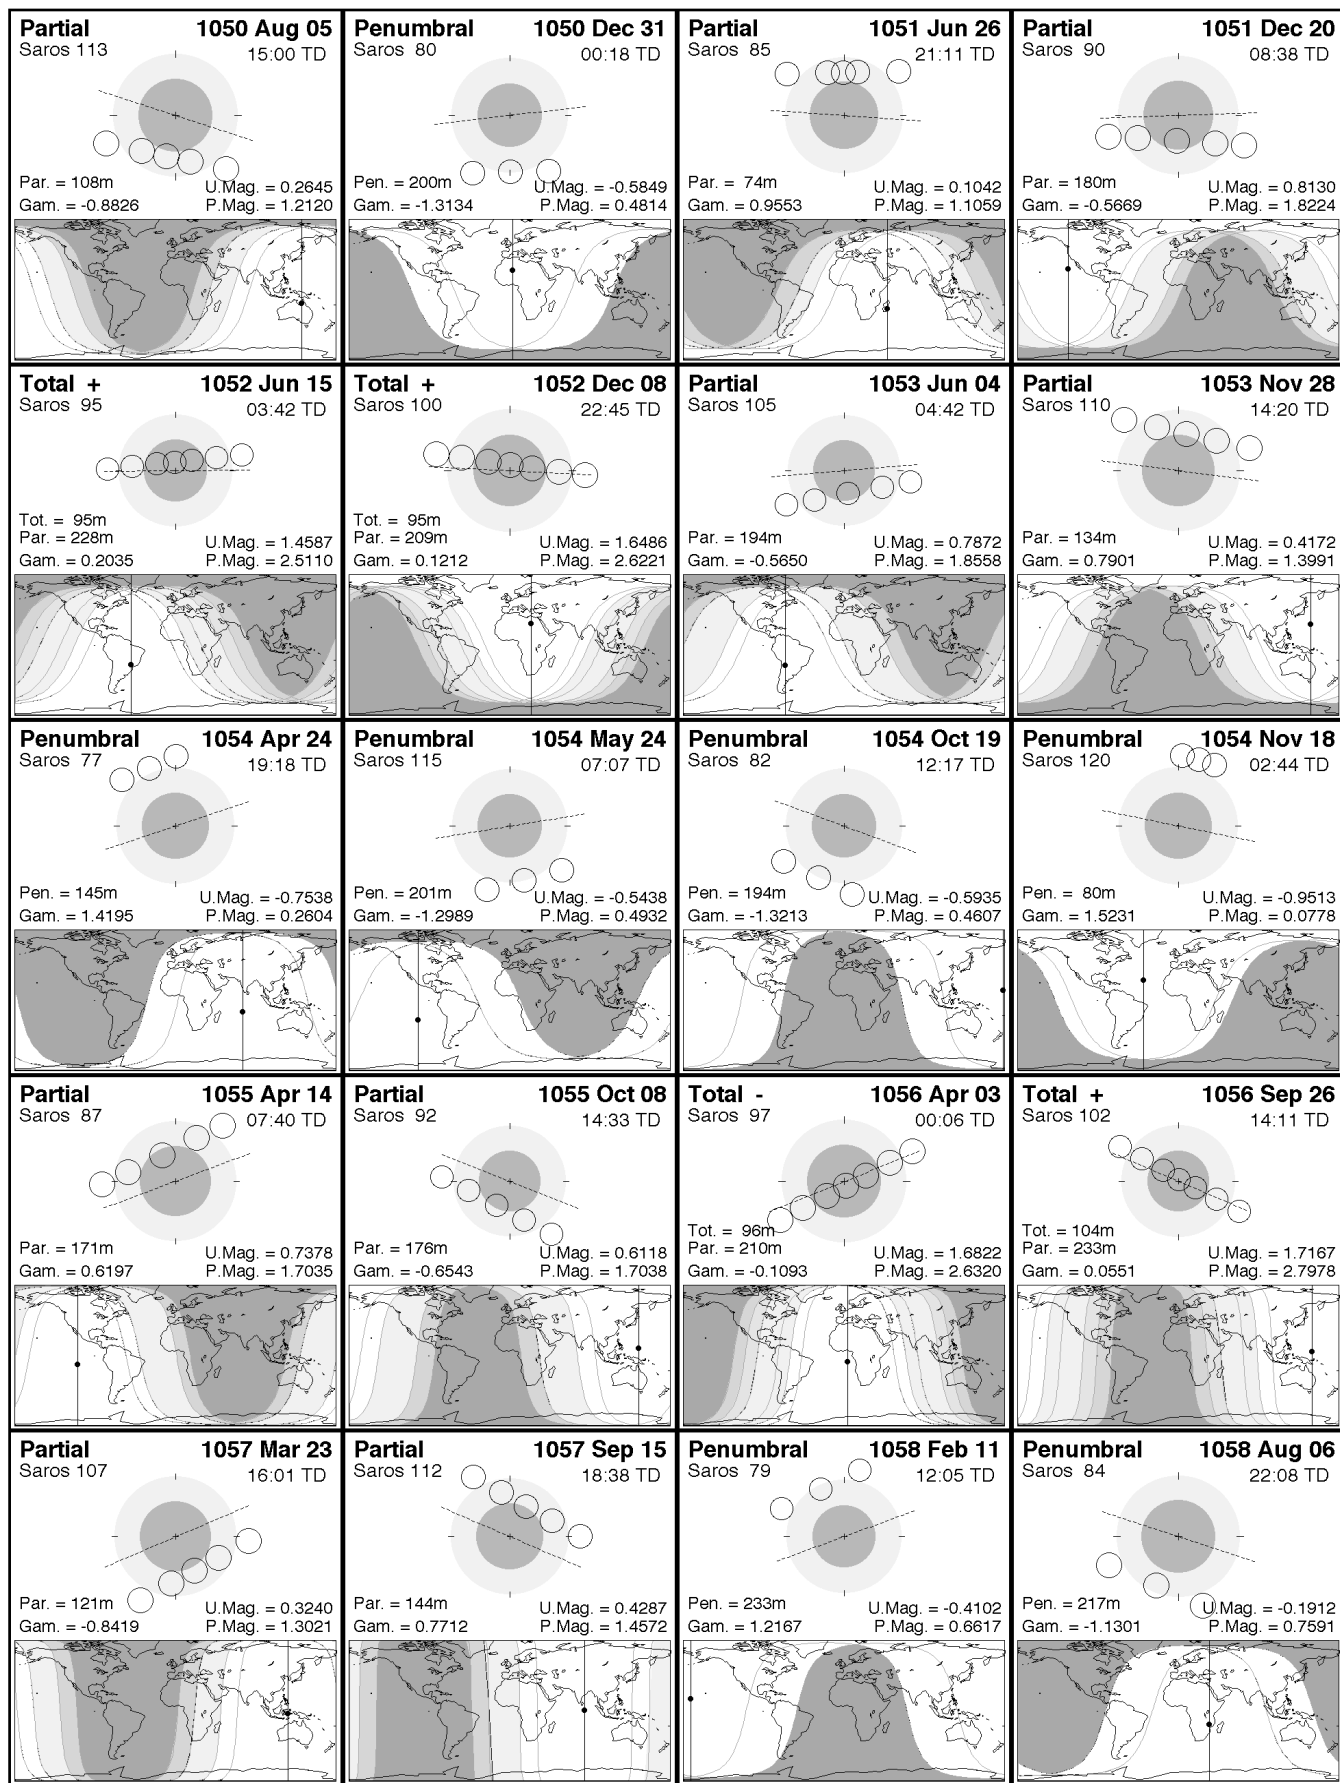 Partial 1050 Aug 05
Saros 113 15:00 TD
Par. = 108m U.Mag. = 0.2645
Gam. = -0.8826 P.Mag. = 1.2120
Penumbral 1050 Dec 31
Saros 80 00:18 TD
Pen. = 200m U.Mag. = -0.5849
Gam. = -1.3134 P.Mag. = 0.4814
Partial 1051 Jun 26
Saros 85 21:11 TD
Par. = 74m U.Mag. = 0.1042
Gam. = 0.9553 P.Mag. = 1.1059
Partial 1051 Dec 20
Saros 90 08:38 TD
Par. = 180m U.Mag. = 0.8130
Gam. = -0.5669 P.Mag. = 1.8224
Total + 1052 Jun 15
Saros 95 03:42 TD
Tot. = 95m
Par. = 228m U.Mag. = 1.4587
Gam. = 0.2035 P.Mag. = 2.5110
Total + 1052 Dec 08
Saros 100 22:45 TD
Tot. = 95m
Par. = 209m U.Mag. = 1.6486
Gam. = 0.1212 P.Mag. = 2.6221
Partial 1053 Jun 04
Saros 105 04:42 TD
Par. = 194m U.Mag. = 0.7872
Gam. = -0.5650 P.Mag. = 1.8558
Partial 1053 Nov 28
Saros 110 14:20 TD
Par. = 134m U.Mag. = 0.4172
Gam. = 0.7901 P.Mag. = 1.3991
Penumbral 1054 Apr 24
Saros 77 19:18 TD
Pen. = 145m U.Mag. = -0.7538
Gam. = 1.4195 P.Mag. = 0.2604
Penumbral 1054 May 24
Saros 115 07:07 TD
Pen. = 201m U.Mag. = -0.5438
Gam. = -1.2989 P.Mag. = 0.4932
Penumbral 1054 Oct 19
Saros 82 12:17 TD
Pen. = 194m U.Mag. = -0.5935
Gam. = -1.3213 P.Mag. = 0.4607
Penumbral 1054 Nov 18
Saros 120 02:44 TD
Pen. = 80m U.Mag. = -0.9513
Gam. = 1.5231 P.Mag. = 0.0778
Partial 1055 Apr 14
Saros 87 07:40 TD
Par. = 171m U.Mag. = 0.7378
Gam. = 0.6197 P.Mag. = 1.7035
Partial 1055 Oct 08
Saros 92 14:33 TD
Par. = 176m U.Mag. = 0.6118
Gam. = -0.6543 P.Mag. = 1.7038
Total - 1056 Apr 03
Saros 97 00:06 TD
Tot. = 96m
Par. = 210m U.Mag. = 1.6822
Gam. = -0.1093 P.Mag. = 2.6320
Total + 1056 Sep 26
Saros 102 14:11 TD
Tot. = 104m
Par. = 233m U.Mag. = 1.7167
Gam. = 0.0551 P.Mag. = 2.7978
Partial 1057 Mar 23
Saros 107 16:01 TD
Par. = 121m U.Mag. = 0.3240
Gam. = -0.8419 P.Mag. = 1.3021
Partial 1057 Sep 15
Saros 112 18:38 TD
Par. = 144m U.Mag. = 0.4287
Gam. = 0.7712 P.Mag. = 1.4572
Penumbral 1058 Feb 11
Saros 79 12:05 TD
Pen. = 233m U.Mag. = -0.4102
Gam. = 1.2167 P.Mag. = 0.6617
Penumbral 1058 Aug 06
Saros 84 22:08 TD
Pen. = 217m U.Mag. = -0.1912
Gam. = -1.1301 P.Mag. = 0.7591